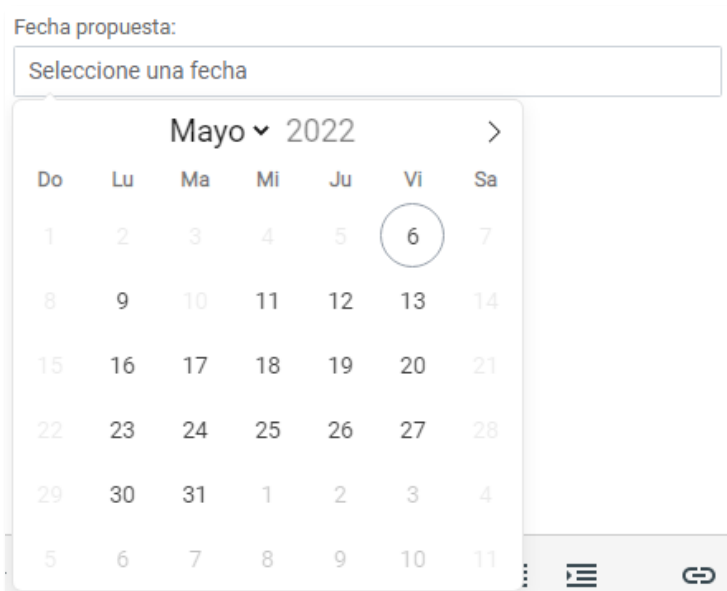 Fecha propuesta:
Seleccione una fecha
Mayo 2022
Do Lu Ma Mi Ju Vi Sa
1 2 3 4 5 6 7
8 9 10 11 12 13 14
15 16 17 18 19 20 21
22 23 24 25 26 27 28
29 30 31 1 2 3 4
5 6 7 8 9 10 11